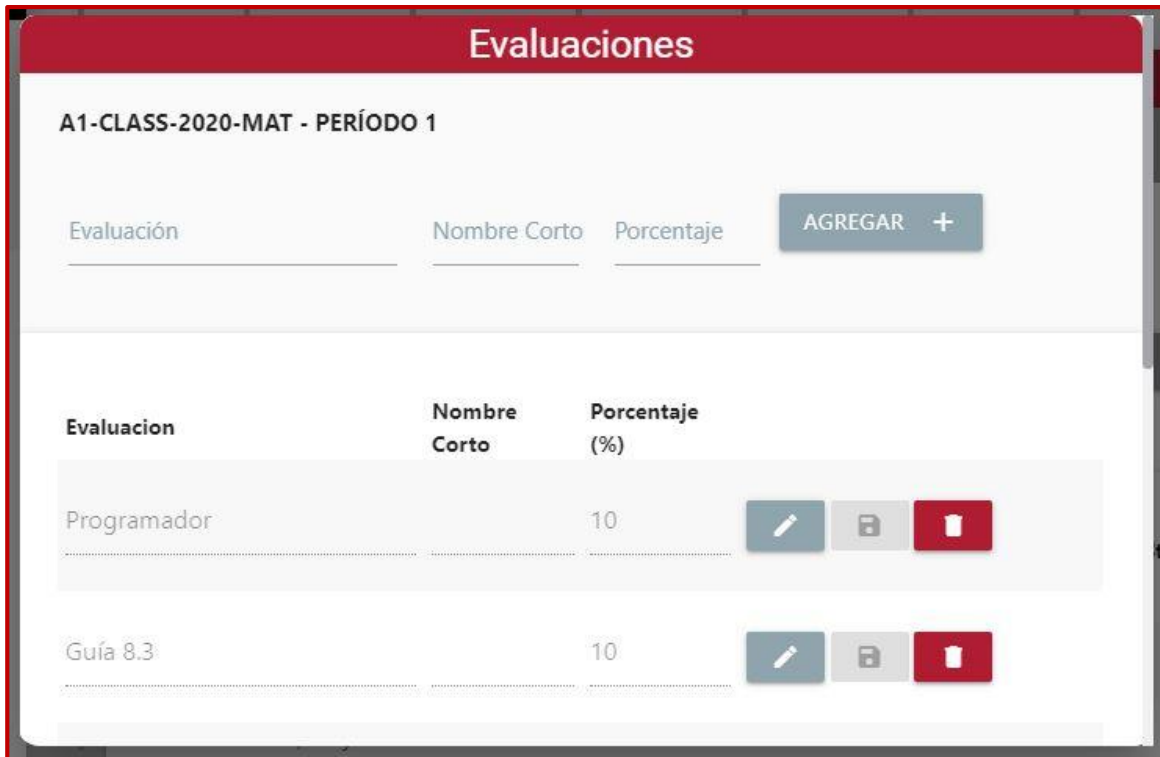 Evaluaciones
A1-CLASS-2020-MAT - PERÍODO 1
Evaluación Nombre Corto Porcentaje AGREGAR +
Evaluacion Nombre Corto Porcentaje (%)
Programador 10
Guía 8.3 10